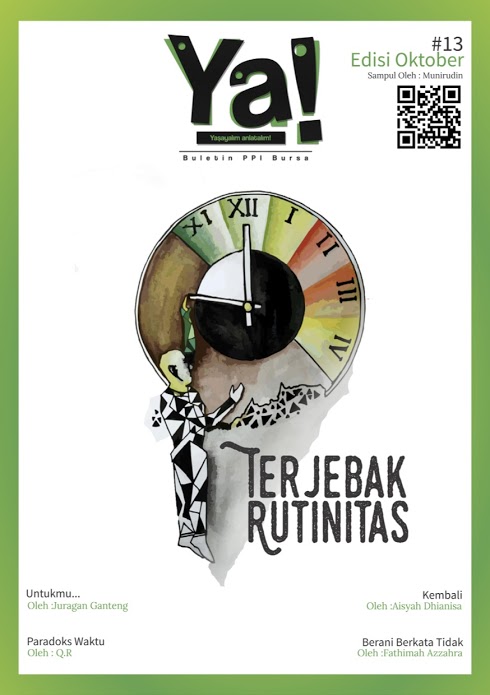 #13
Edisi Oktober
Sampul Oleh : Munirudin
Ya!
Yaşayalım anlatalım!
Buletin PPI Bursa
XI XII I II III IV
TERJEBAK
RUTINITAS
Untukmu...
Oleh :Juragan Ganteng
Kembali
Oleh :Aisyah Dhianisa
Paradoks Waktu
Oleh : Q.R
Berani Berkata Tidak
Oleh :Fathimah Azzahra